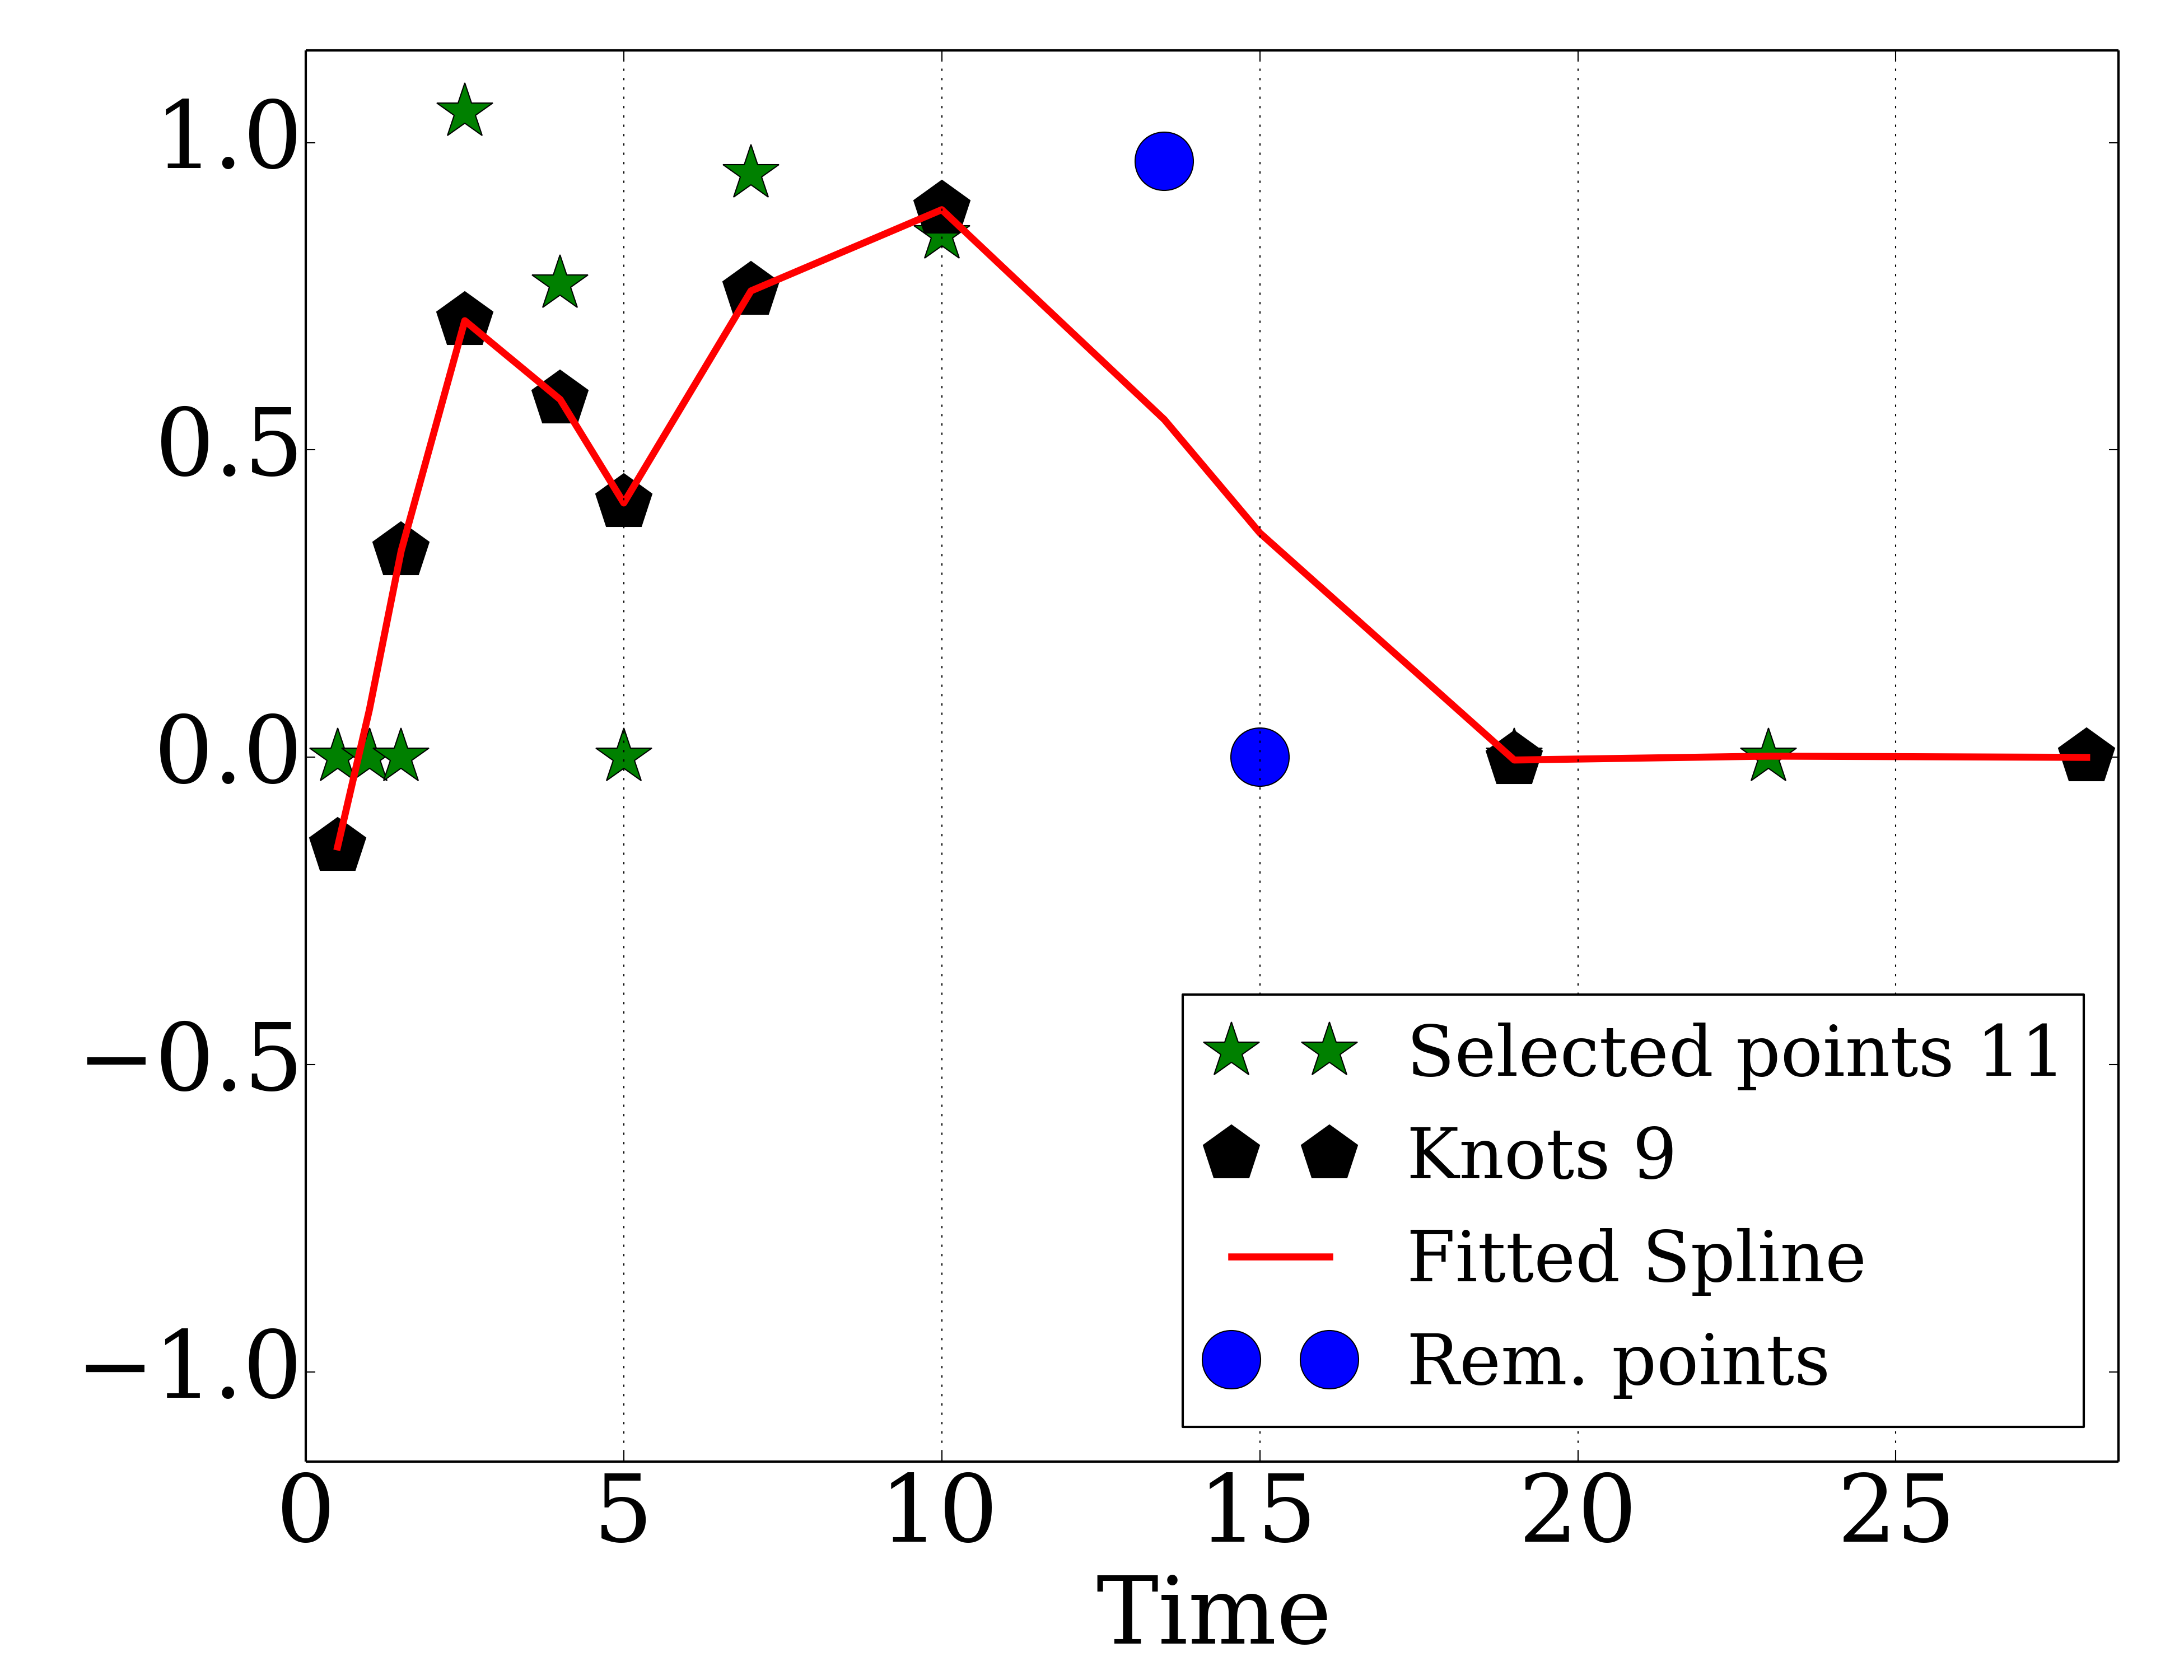 1.0
0.5
0.0
−0.5
−1.0
Selected points 11
Knots 9
Fitted Spline
Rem. points
0 5 10 15 20 25
Time